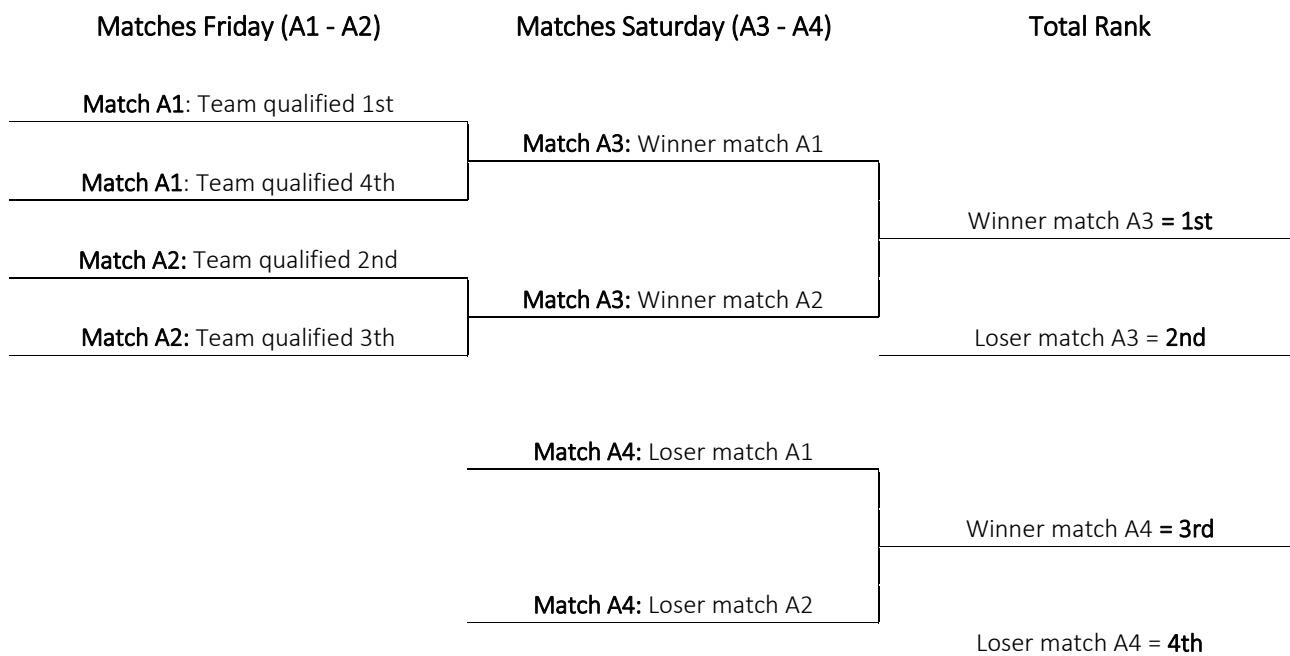 Matches Friday (A1 - A2)
Matches Saturday (A3 - A4)
Total Rank
Match A1: Team qualified 1st
Match A3: Winner match A1
Match A1: Team qualified 4th
Winner match A3 = 1st
Match A2: Team qualified 2nd
Match A3: Winner match A2
Match A2: Team qualified 3th
Loser match A3 = 2nd
Match A4: Loser match A1
Winner match A4 = 3rd
Match A4: Loser match A2
Loser match A4 = 4th